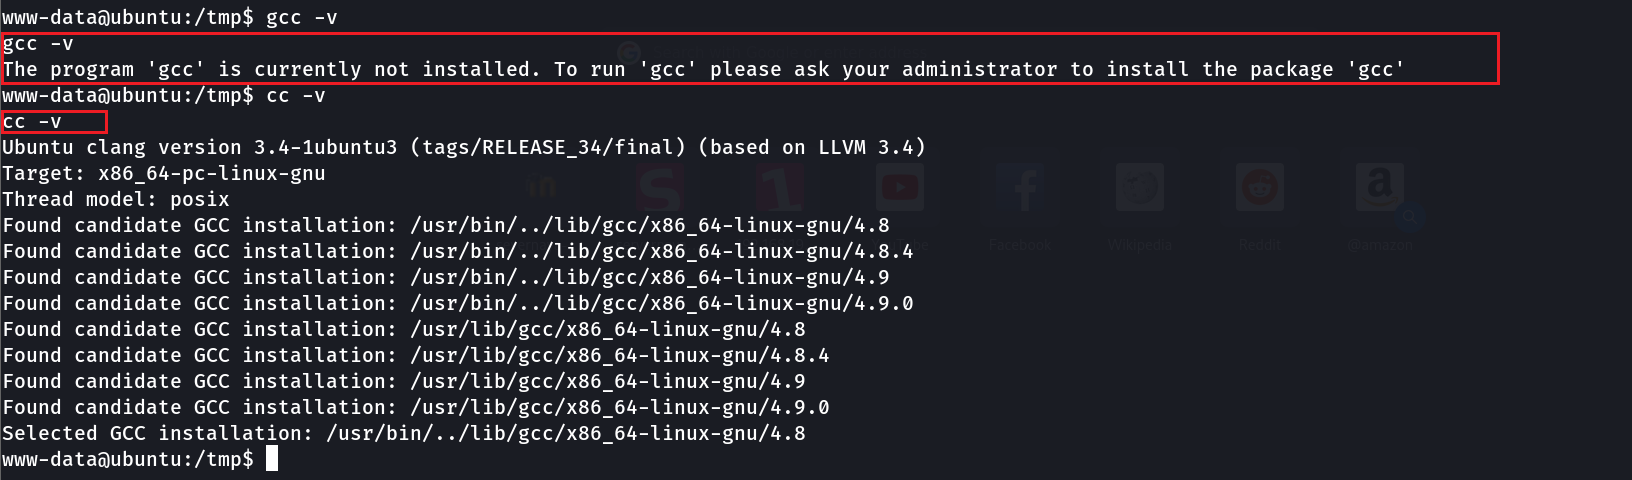 www-data@ubuntu:/tmp$ gcc -v
gcc -v
The program 'gcc' is currently not installed. To run 'gcc' please ask your administrator to install the package 'gcc'
www-data@ubuntu:/tmp$ cc -v
cc -v
Ubuntu clang version 3.4-1ubuntu3 (tags/RELEASE_34/final) (based on LLVM 3.4)
Target: x86_64-pc-linux-gnu
Thread model: posix
Found candidate GCC installation: /usr/bin/../lib/gcc/x86_64-linux-gnu/4.8
Found candidate GCC installation: /usr/bin/../lib/gcc/x86_64-linux-gnu/4.8.4
Found candidate GCC installation: /usr/bin/../lib/gcc/x86_64-linux-gnu/4.9
Found candidate GCC installation: /usr/bin/../lib/gcc/x86_64-linux-gnu/4.9.0
Found candidate GCC installation: /usr/lib/gcc/x86_64-linux-gnu/4.8
Found candidate GCC installation: /usr/lib/gcc/x86_64-linux-gnu/4.8.4
Found candidate GCC installation: /usr/lib/gcc/x86_64-linux-gnu/4.9
Found candidate GCC installation: /usr/lib/gcc/x86_64-linux-gnu/4.9.0
Selected GCC installation: /usr/bin/../lib/gcc/x86_64-linux-gnu/4.8
www-data@ubuntu:/tmp$
Facebook
Wikipedia
Reddit
@amazon